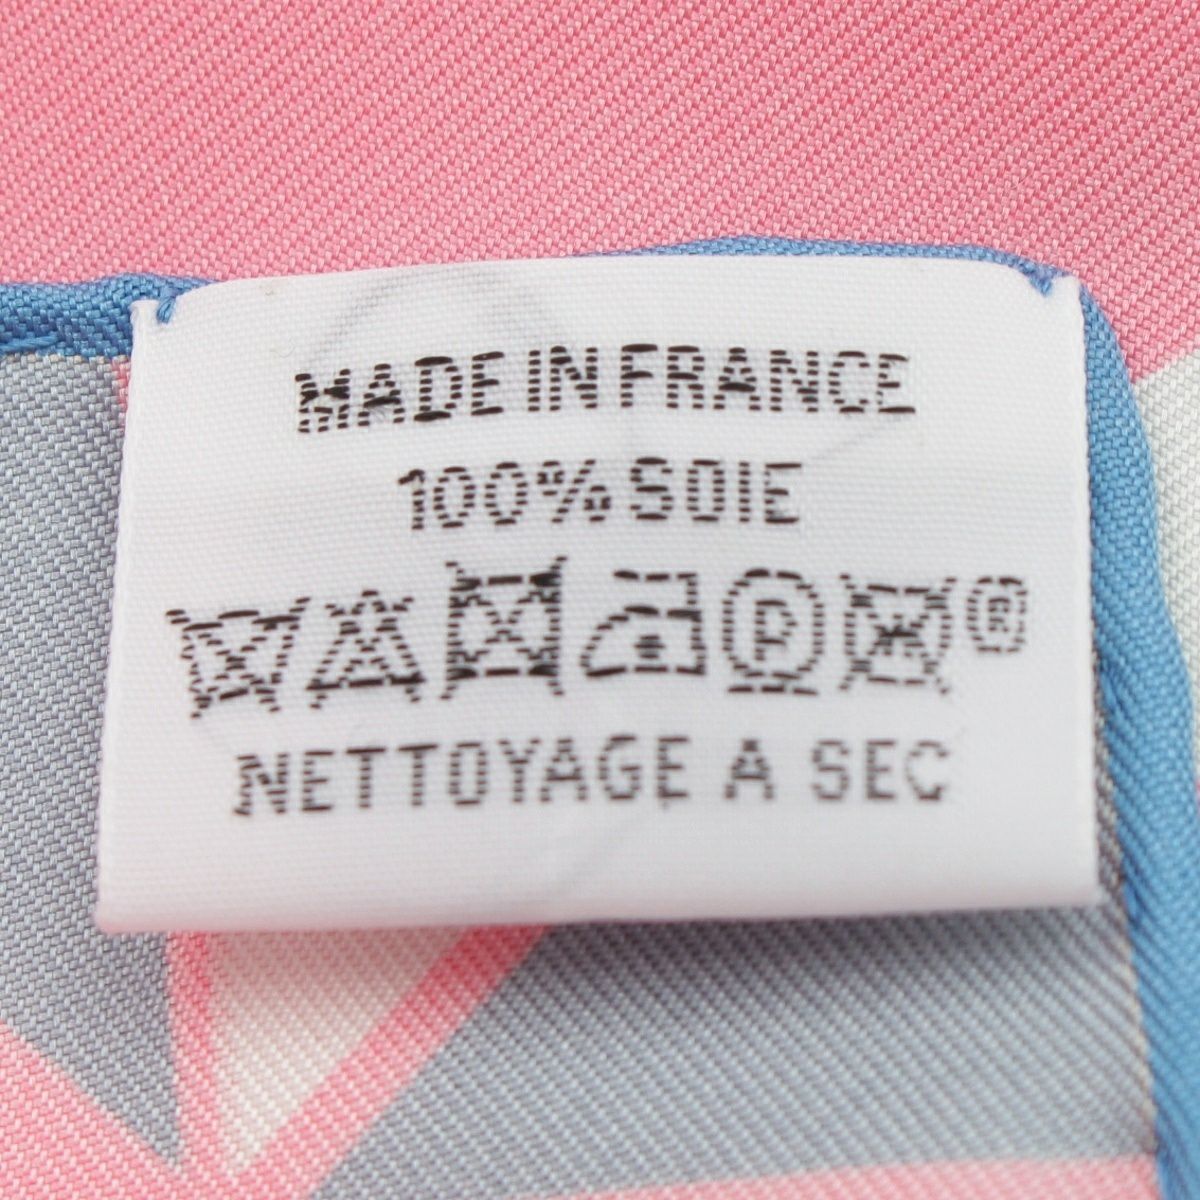 MADE IN FRANCE
100% SOIE
P W ®
NETTOYAGE A SEC